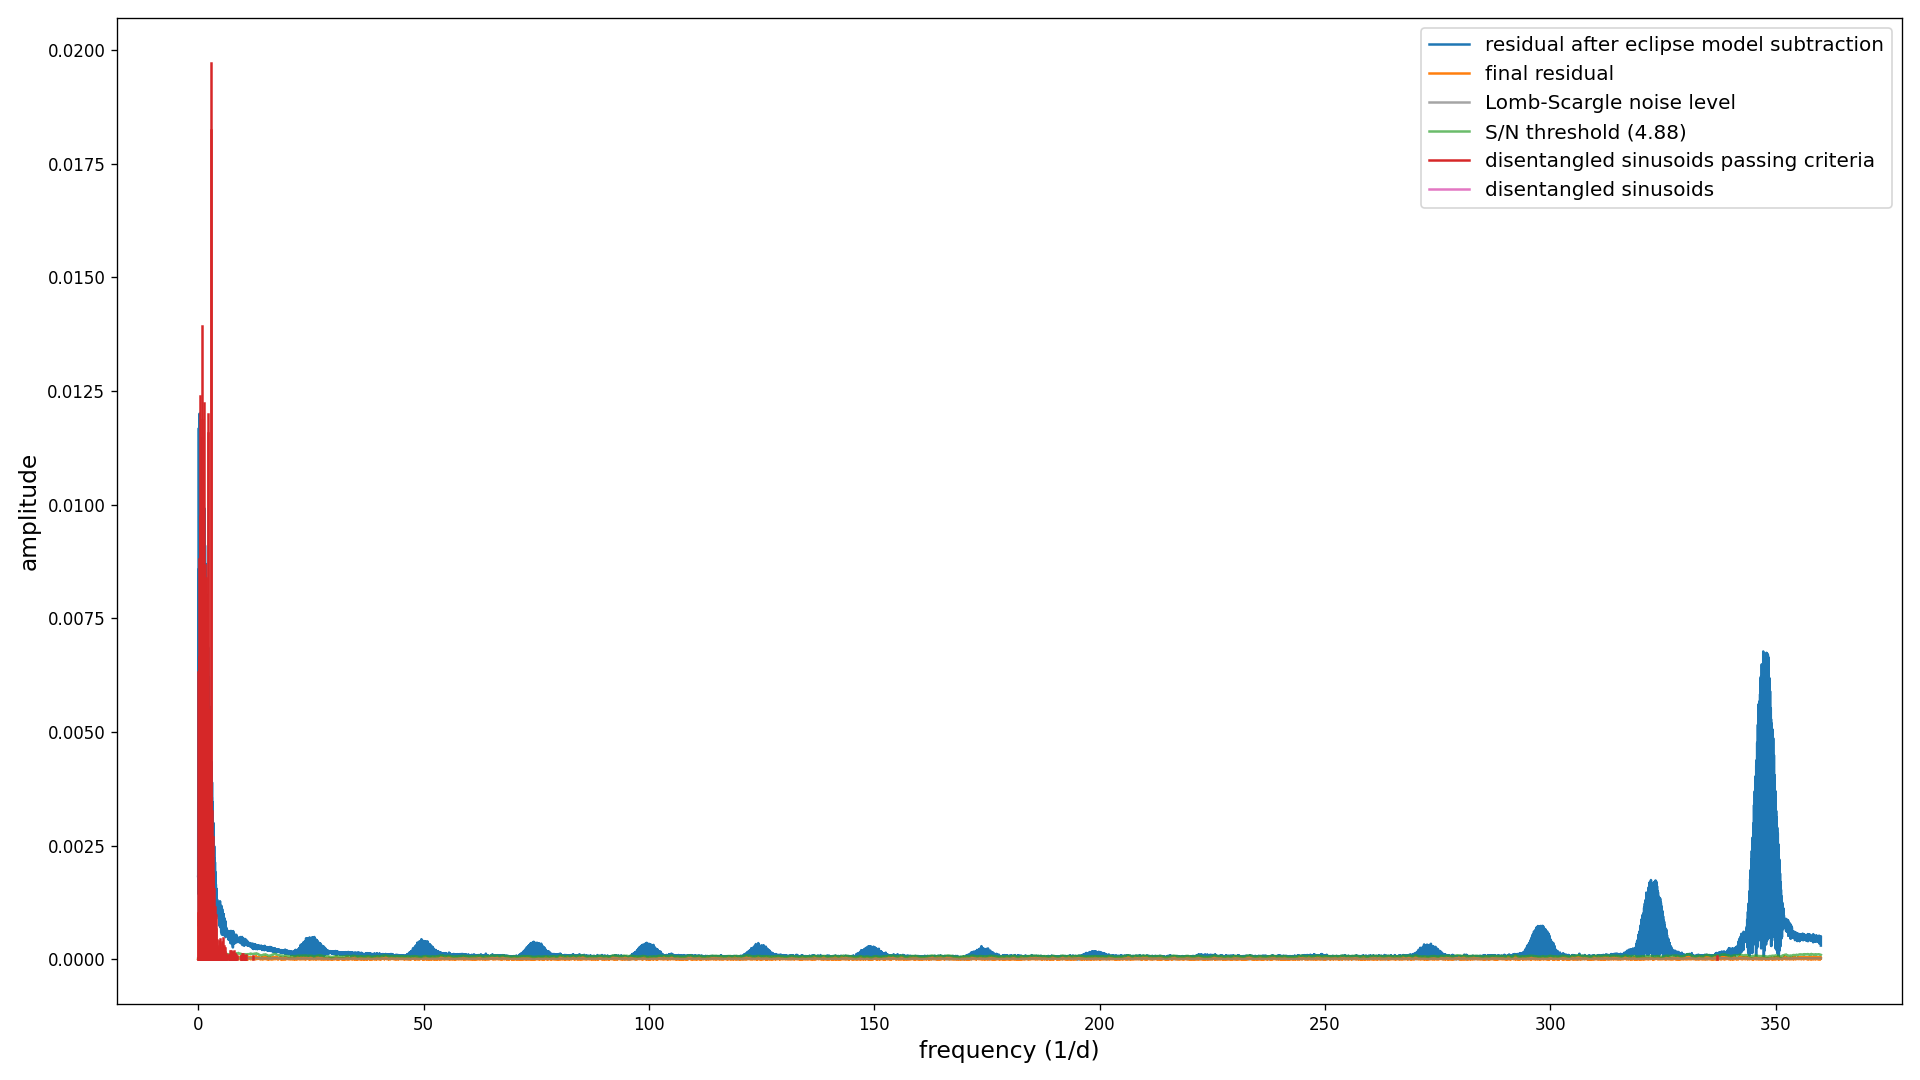 0.0200
0.0175
0.0150
0.0125
0.0100
0.0075
0.0050
0.0025
0.0000
amplitude
residual after eclipse model subtraction
final residual
Lomb-Scargle noise level
S/N threshold (4.88)
disentangled sinusoids passing criteria
disentangled sinusoids
0 50 100 150 200 250 300 350
frequency (1/d)